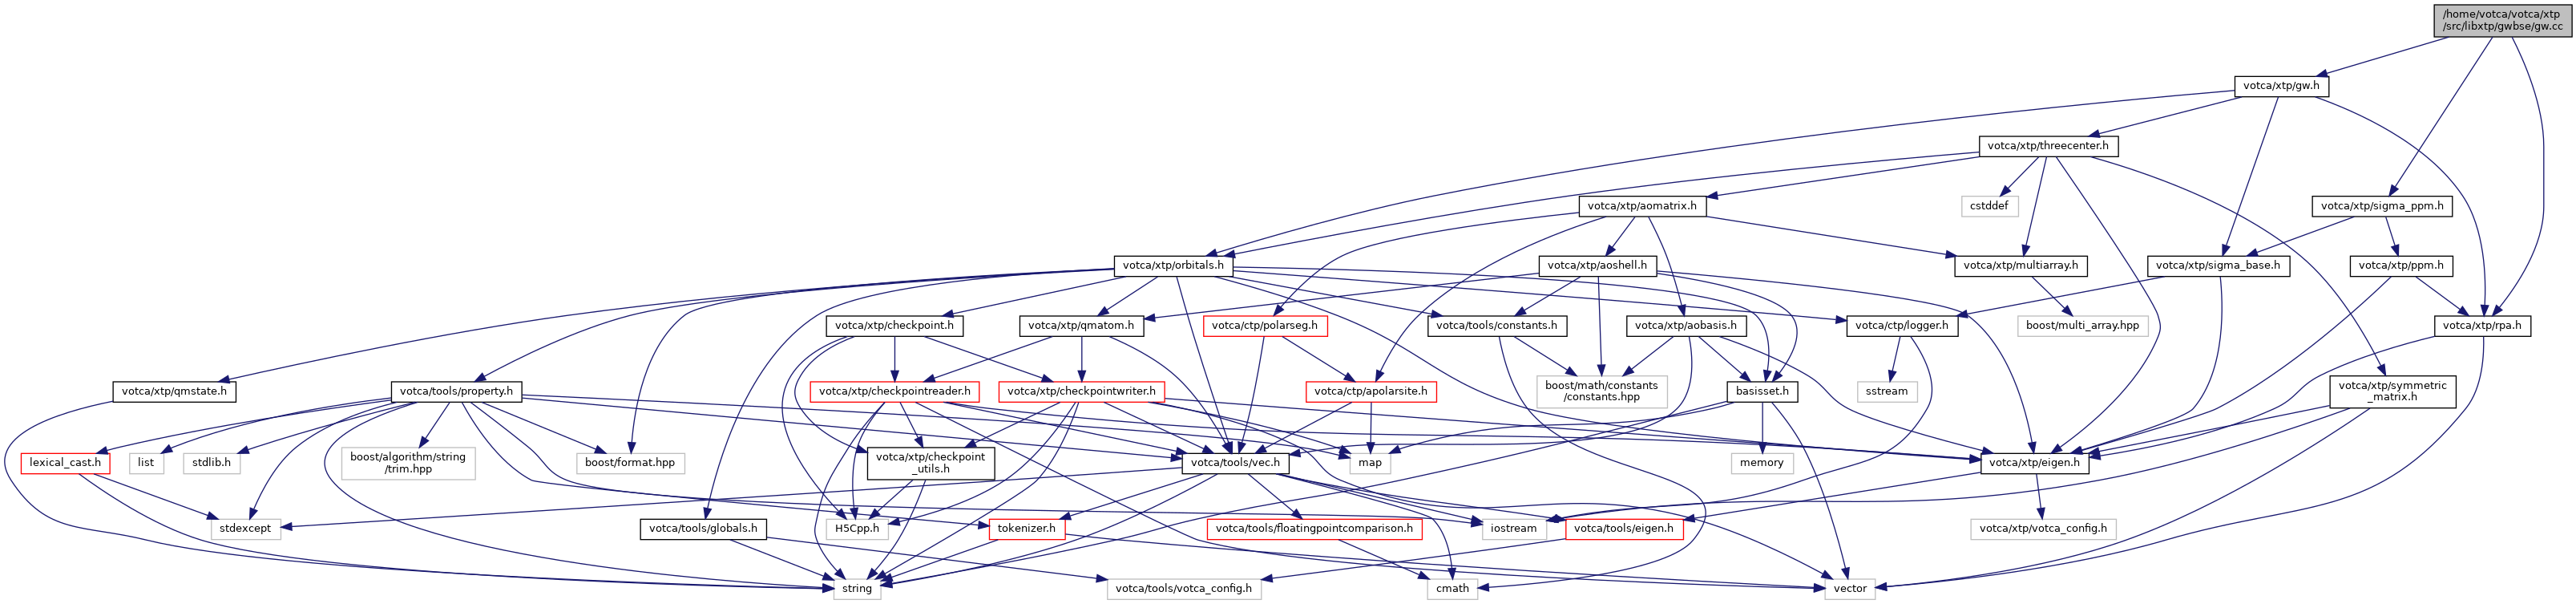 /home/votca/votca/xtp
/src/libxtp/gwbse/gw.cc
votca/xtp/gw.h
votca/xtp/threecenter.h
votca/xtp/aomatrix.h
cstddef
votca/xtp/sigma_ppm.h
votca/xtp/orbitals.h
votca/xtp/aoshell.h
votca/xtp/multiarray.h
votca/xtp/sigma_base.h
votca/xtp/ppm.h
votca/xtp/checkpoint.h
votca/xtp/qmatom.h
votca/ctp/polarseg.h
votca/tools/constants.h
votca/xtp/aobasis.h
votca/ctp/logger.h
boost/multi_array.hpp
votca/xtp/rpa.h
votca/xtp/qmstate.h
votca/tools/property.h
votca/xtp/checkpointreader.h
votca/xtp/checkpointwriter.h
votca/ctp/apolarsite.h
boost/math/constants
/constants.hpp
basisset.h
sstream
votca/xtp/symmetric
_matrix.h
lexical_cast.h
list
stdlib.h
boost/algorithm/string
/trim.hpp
boost/format.hpp
votca/xtp/checkpoint
_utils.h
votca/tools/vec.h
map
memory
votca/xtp/eigen.h
stdexcept
votca/tools/globals.h
H5Cpp.h
tokenizer.h
votca/tools/floatingpointcomparison.h
iostream
votca/tools/eigen.h
votca/xtp/votca_config.h
string
votca/tools/votca_config.h
cmath
vector